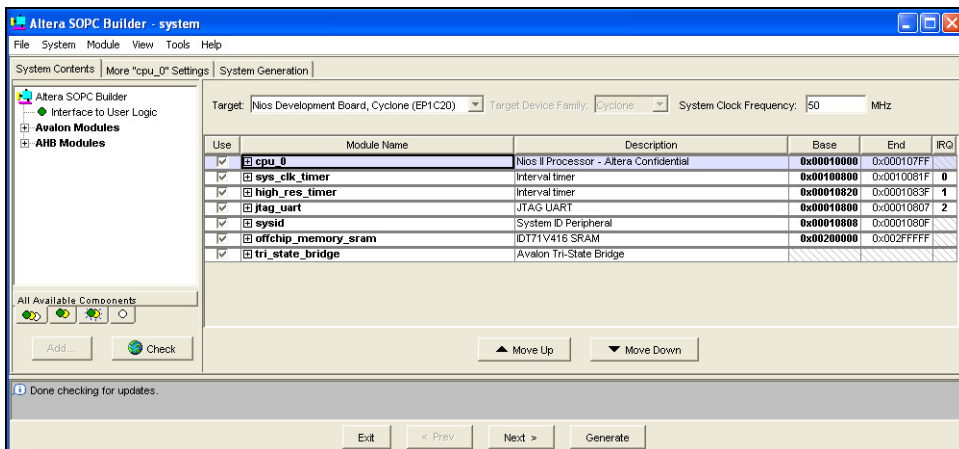 Altera SOPC Builder - system
File System Module View Tools Help
System Contents More "cpu_0" Settings System Generation
Altera SOPC Builder
Interface to User Logic
Avalon Modules
AHB Modules
All Available Components
Add... Check
Target: Nios Development Board, Cyclone (EP1C20) Target Device Family: Cyclone System Clock Frequency: 50 MHz
Use Module Name Description Base End IRQ
cpu_0 Nios II Processor - Altera Confidential 0x00010000 0x000107FF
sys_clk_timer Interval timer 0x00100800 0x0010081F 0
high_res_timer Interval timer 0x00010820 0x0001083F 1
jtag_uart JTAG UART 0x00010800 0x00010807 2
sysid System ID Peripheral 0x00010808 0x0001080F
offchip_memory_sram IDT71V416 SRAM 0x00200000 0x002FFFFF
tri_state_bridge Avalon Tri-State Bridge
Move Up Move Down
Done checking for updates.
Exit < Prev Next > Generate